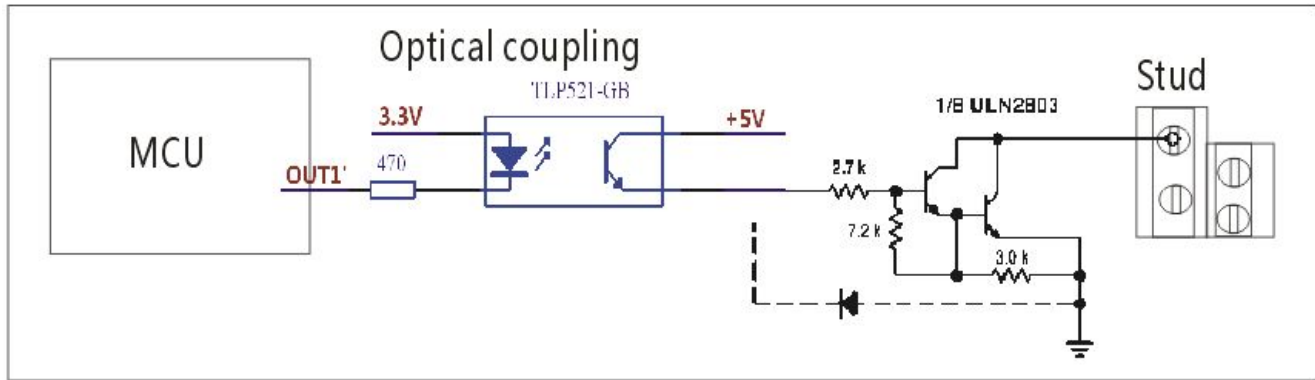 Optical coupling
TLP521-GB
Stud
MCU
3.3V
OUT1'
470
+5V
1/8 ULN2803
2.7 k
7.2 k
3.0 k